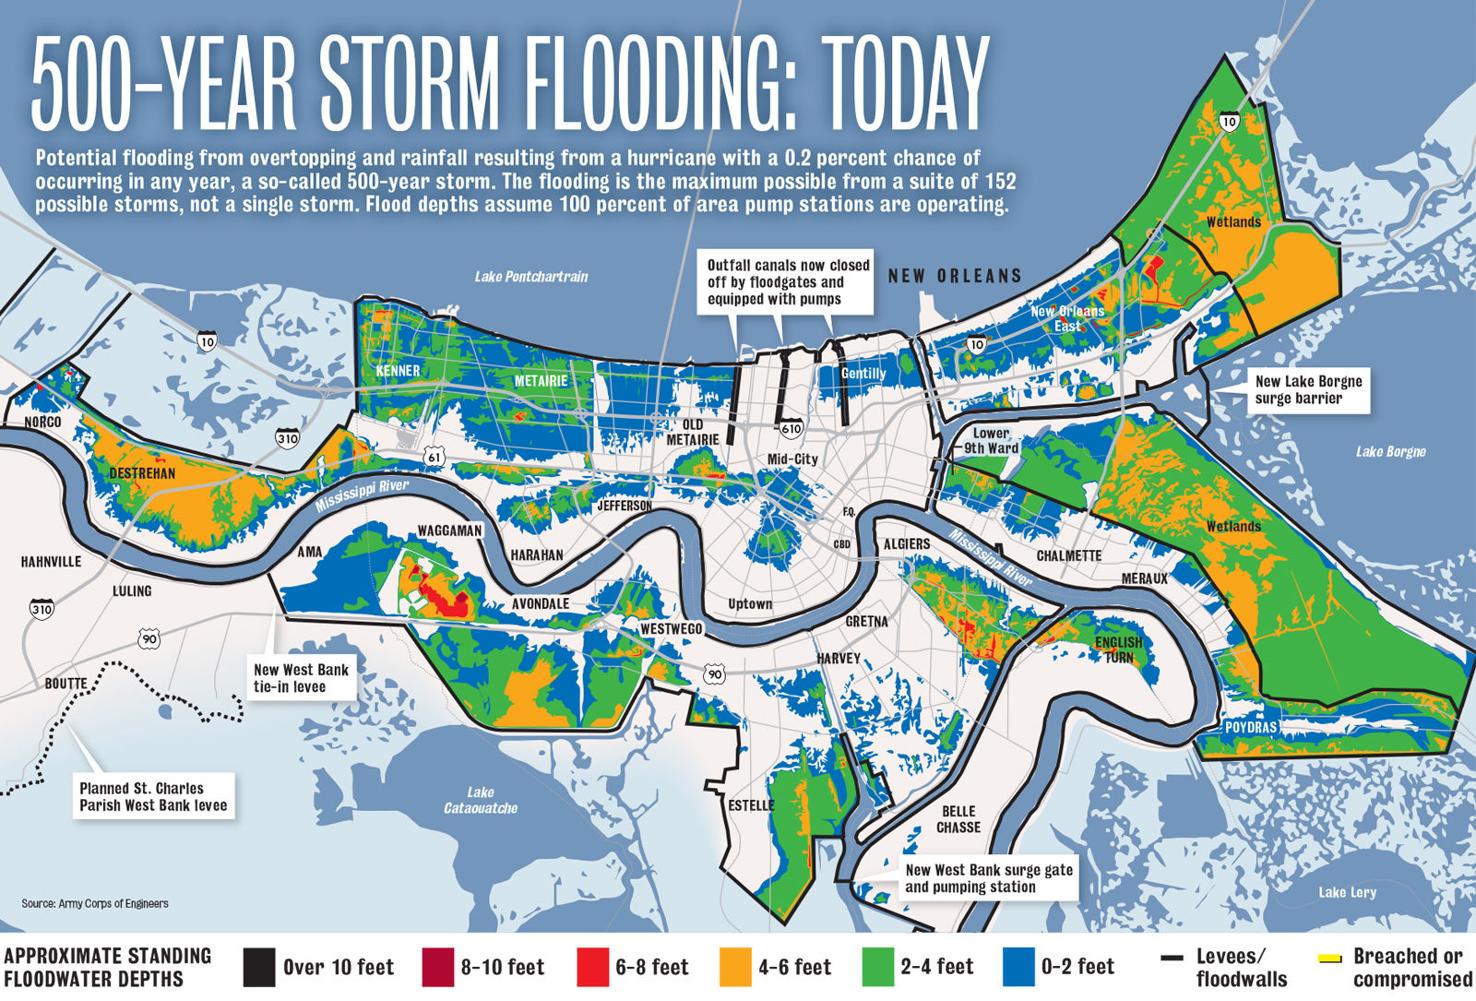 500-YEAR STORM FLOODING: TODAY
Potential flooding from overtopping and rainfall resulting from a hurricane with a 0.2 percent chance of
occurring in any year, a so-called 500-year storm. The flooding is the maximum possible from a suite of 152
possible storms, not a single storm. Flood depths assume 100 percent of area pump stations are operating.
10
Wetlands
Outfall canals now closed
off by floodgates and
equipped with pumps
NEW ORLEANS
Lake Pontchartrain
New Orleans
East
10
10
KENNER
METAIRIE
Gentilly
New Lake Borgne
surge barrier
NORCO
310
OLD
METAIRIE
610
Lower
9th Ward
Lake Borgne
61
Mid-City
DESTREHAN
Mississippi River
JEFFERSON
F.Q.
Wetlands
WAGGAMAN
HARAHAN
CBD
ALGIERS
Mississippi River
CHALMETTE
AMA
HAHNVILLE
LULING
MERAUX
310
AVONDALE
Uptown
GRETNA
90
WESTWEGO
ENGLISH
TURN
HARVEY
New West Bank
tie-in levee
90
BOUTTE
POYDRAS
Planned St. Charles
Parish West Bank levee
Lake
Cataouatche
ESTELLE
BELLE
CHASSE
New West Bank surge gate
and pumping station
Lake Lery
Source: Army Corps of Engineers
APPROXIMATE STANDING
FLOODWATER DEPTHS
Over 10 feet
8-10 feet
6-8 feet
4-6 feet
2-4 feet
0-2 feet
Levees/
floodwalls
Breached or
compromised